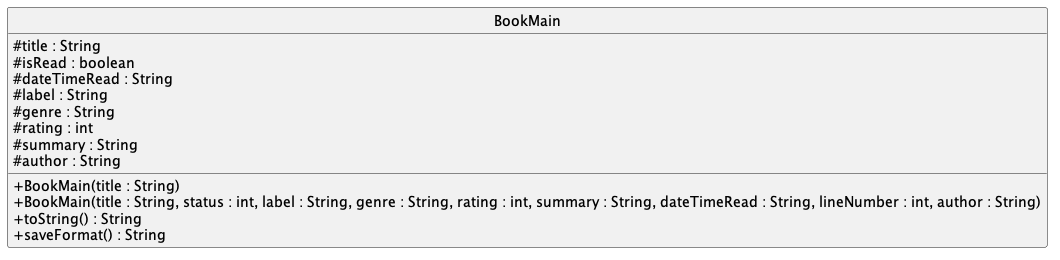 BookMain
#title : String
#isRead : boolean
#dateTimeRead : String
#label : String
#genre : String
#rating : int
#summary : String
#author : String
+BookMain(title : String)
+BookMain(title : String, status : int, label : String, genre : String, rating : int, summary : String, dateTimeRead : String, lineNumber : int, author : String)
+toString() : String
+saveFormat() : String